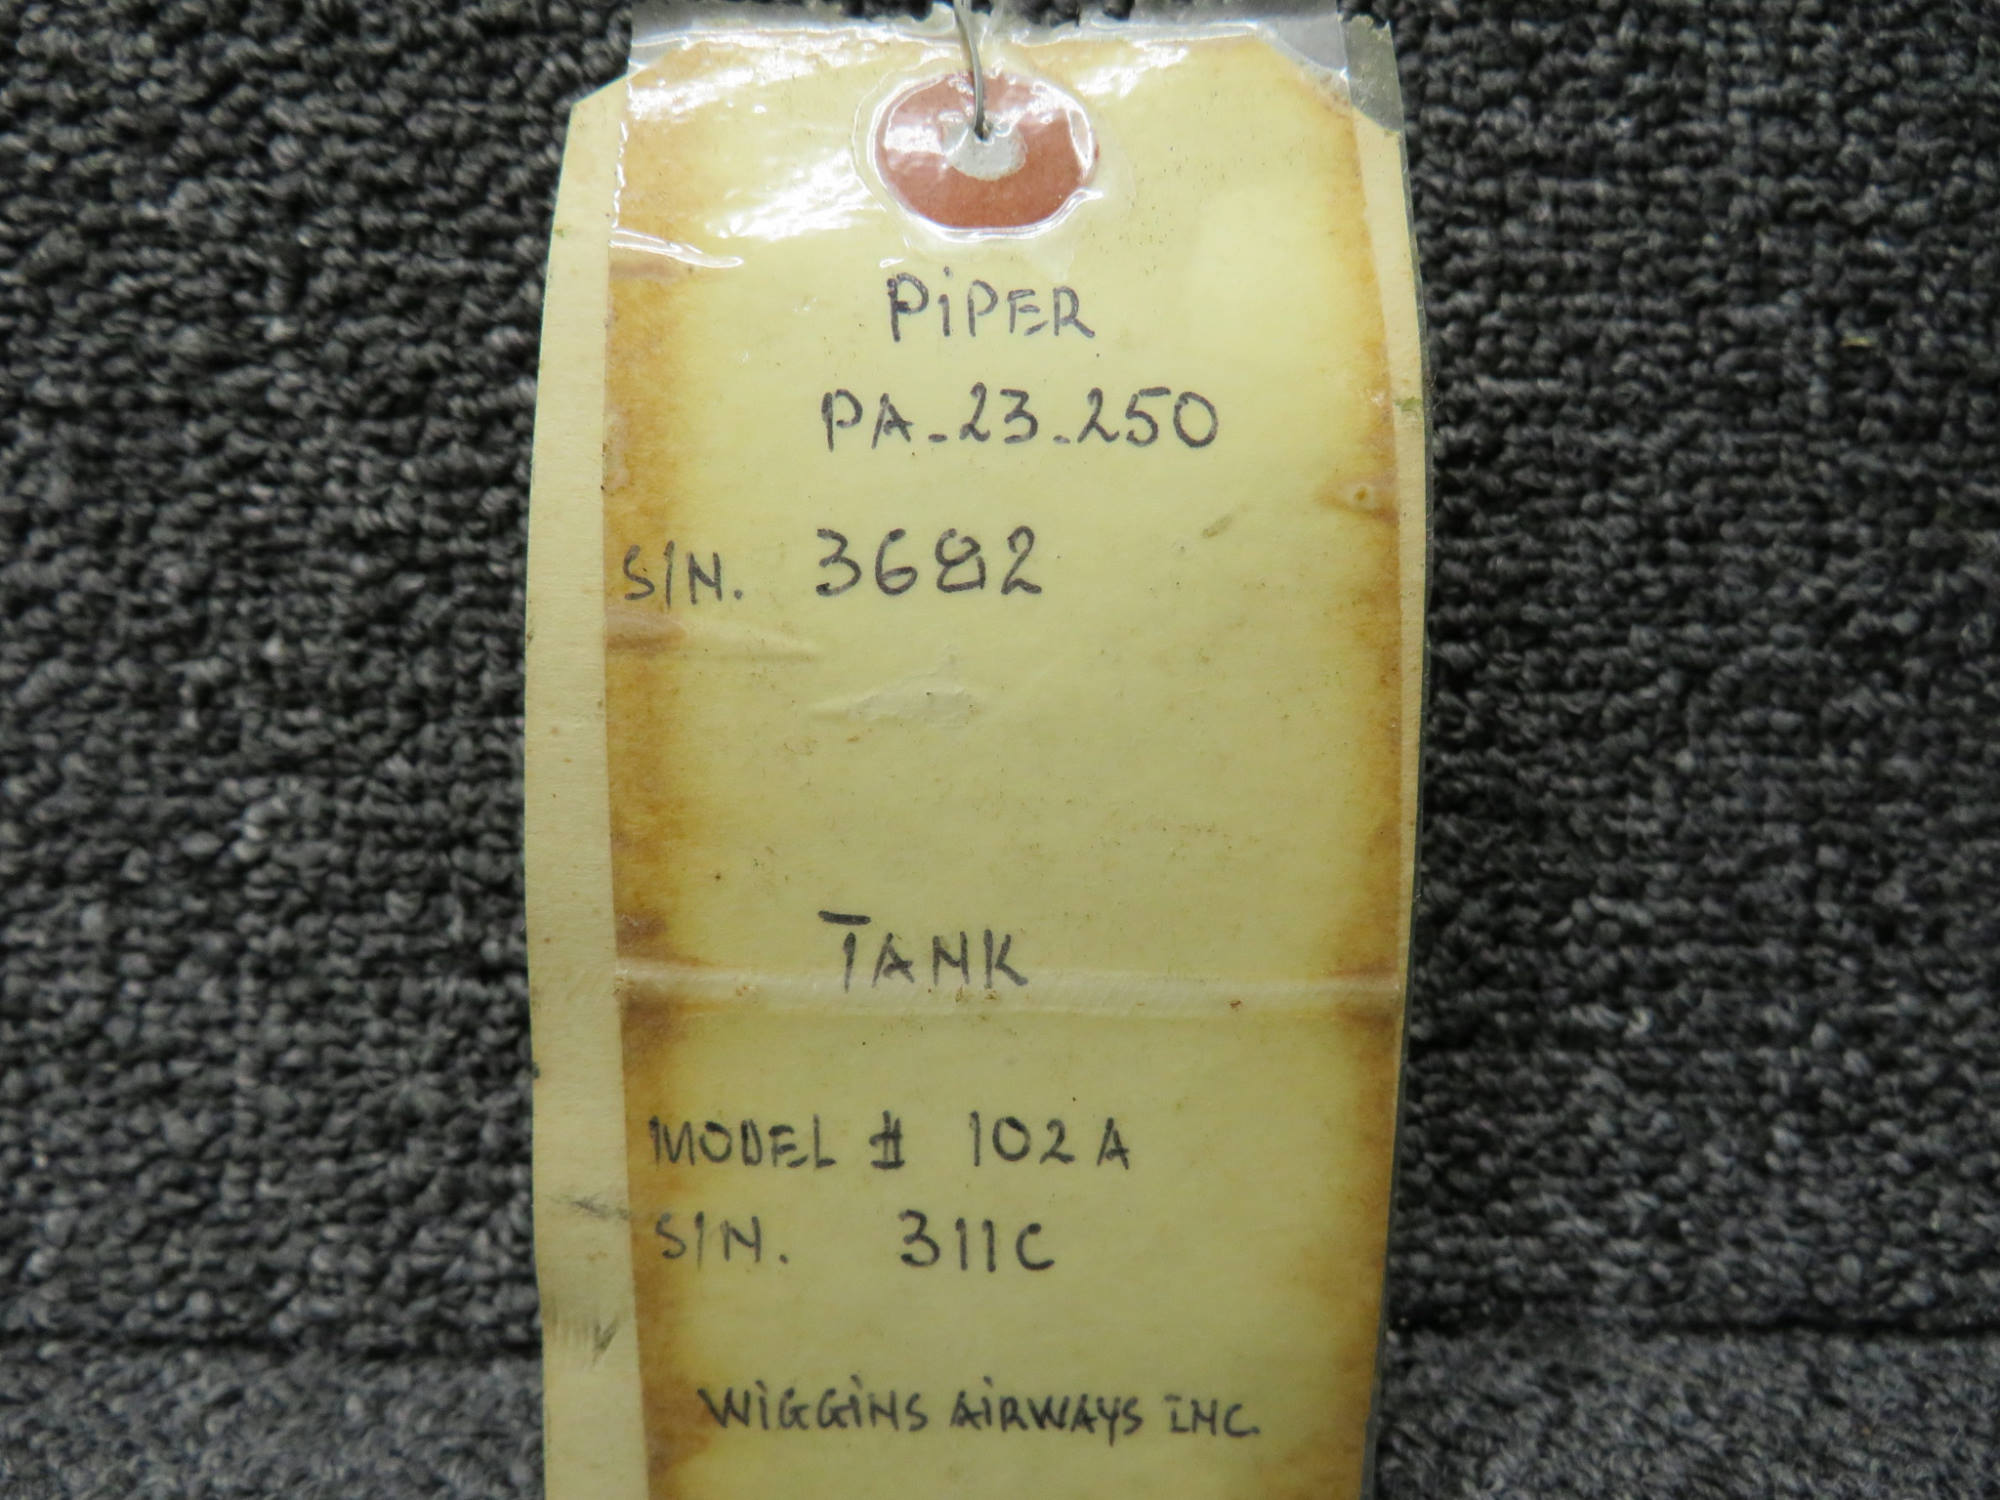 PiPER
PA-23-250
S/N. 3682
TANK
MODEL # 102A
S/N. 311C
WiGGiNS AiRWAYS INC.